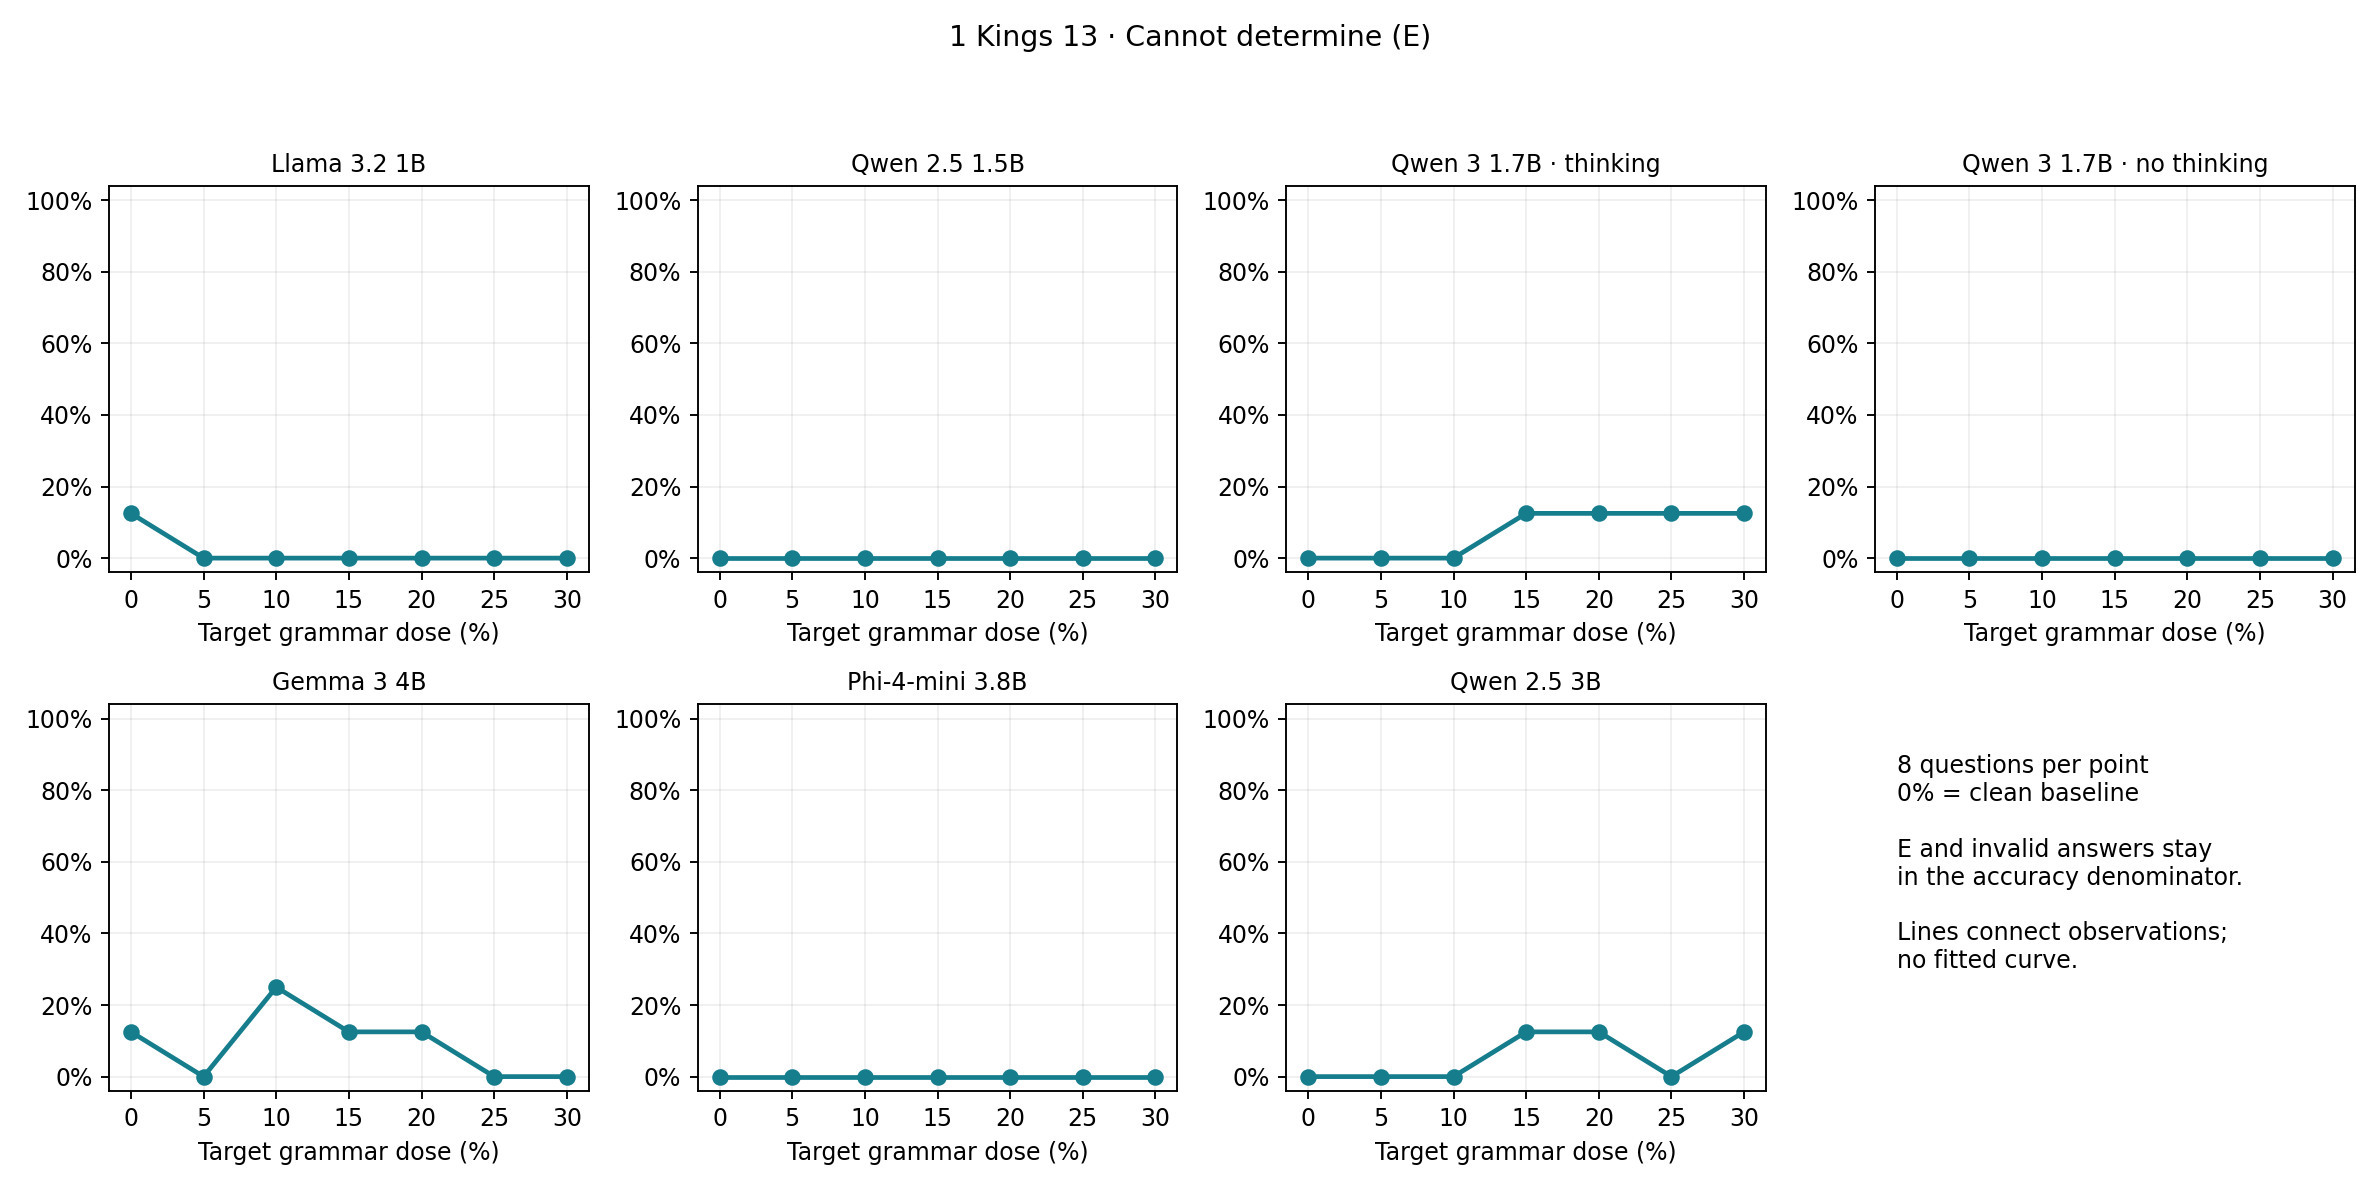 1 Kings 13 · Cannot determine (E)
Llama 3.2 1B
100%
80%
60%
40%
20%
0%
0 5 10 15 20 25 30
Target grammar dose (%)
Qwen 2.5 1.5B
100%
80%
60%
40%
20%
0%
0 5 10 15 20 25 30
Target grammar dose (%)
Qwen 3 1.7B · thinking
100%
80%
60%
40%
20%
0%
0 5 10 15 20 25 30
Target grammar dose (%)
Qwen 3 1.7B · no thinking
100%
80%
60%
40%
20%
0%
0 5 10 15 20 25 30
Target grammar dose (%)
Gemma 3 4B
100%
80%
60%
40%
20%
0%
0 5 10 15 20 25 30
Target grammar dose (%)
Phi-4-mini 3.8B
100%
80%
60%
40%
20%
0%
0 5 10 15 20 25 30
Target grammar dose (%)
Qwen 2.5 3B
100%
80%
60%
40%
20%
0%
0 5 10 15 20 25 30
Target grammar dose (%)
8 questions per point
0% = clean baseline
E and invalid answers stay
in the accuracy denominator.
Lines connect observations;
no fitted curve.